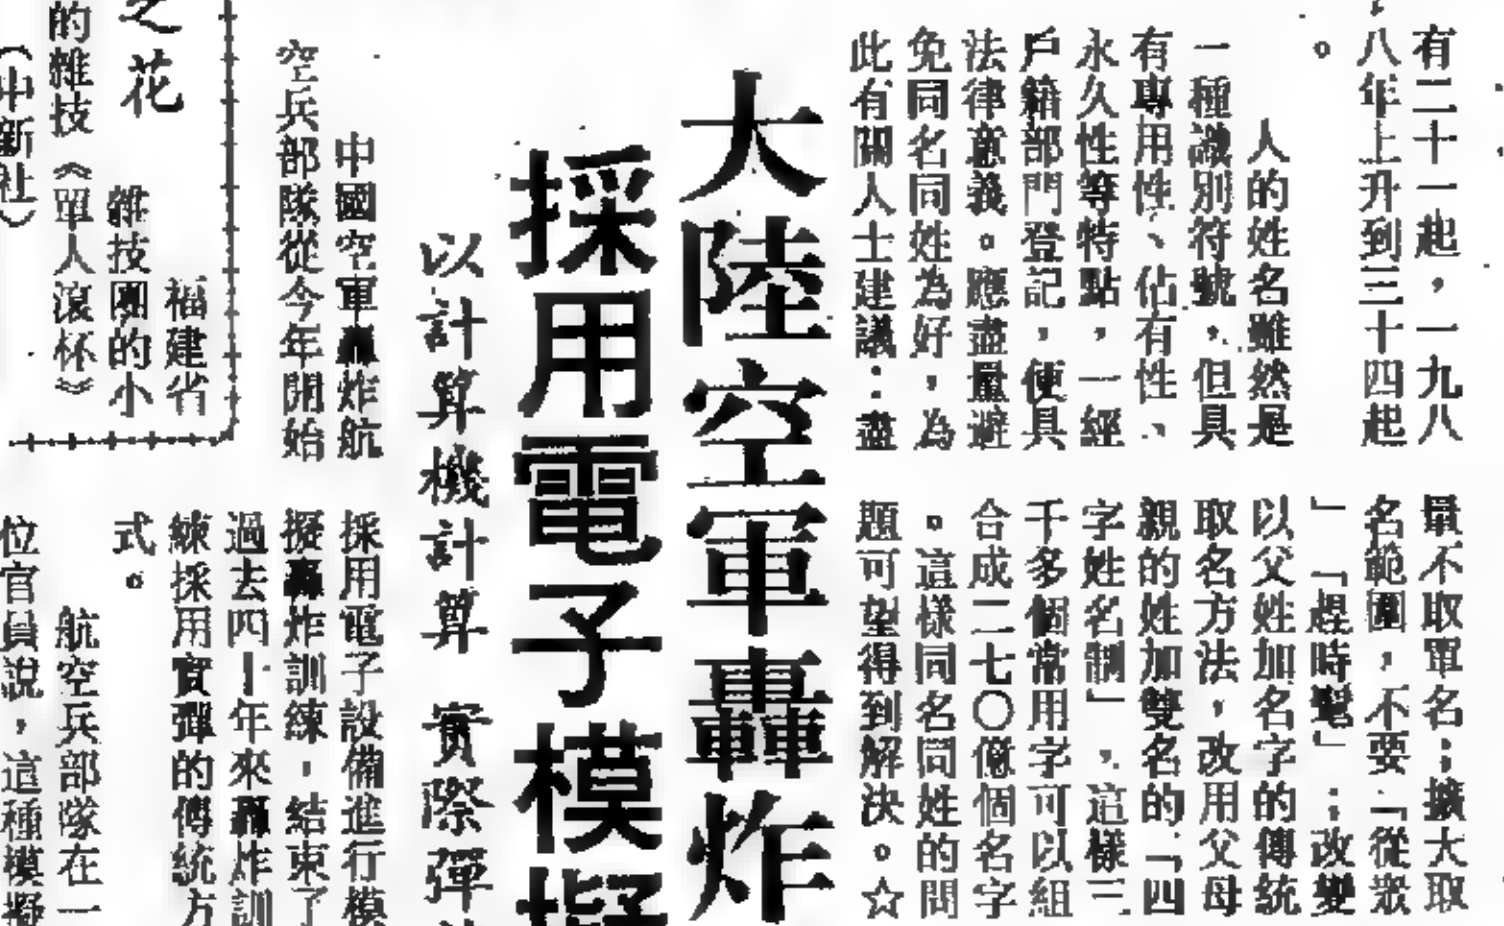 有二十一起，一九八
八年上升到三十四起
。
人的姓名雖然是
一種識別符號，但具
有專用性、佔有性、
永久性等特點，一經
戶籍部門登記，便具
法律意義。應盡量避
免同名同姓為好，為
此有關人士建議：盡
量不取單名；擴大取
名範圍，不要「從眾
」「趕時髦」；改變
以父姓加名字的傳統
取名方法，改用父母
親的姓加雙名的「四
字姓名制」，這樣三
千多個常用字可以組
合成二七〇億個名字
。這樣同名同姓的問
題可望得到解決。☆
大陸空軍轟炸
採用電子模擬
以計算機計算 實際彈
中國空軍轟炸航
空兵部隊從今年開始
採用電子設備進行模
擬轟炸訓練，結束了
過去四十年來轟炸訓
練採用實彈的傳統方
式。
航空兵部隊在一
位官員說，這種模擬
之花
福建省
雜技團的小
的雜技《單人滾杯》
（中新社）